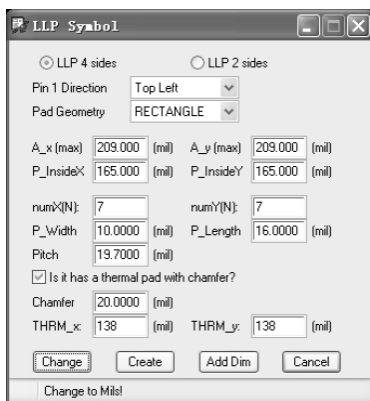 LLP Symbol
LLP 4 sides LLP 2 sides
Pin 1 Direction Top Left
Pad Geometry RECTANGLE
A_x (max) 209.000 (mil) A_y (max) 209.000 (mil)
P_InsideX 165.000 (mil) P_InsideY 165.000 (mil)
numX(N): 7 numY(N): 7
P_Width 10.0000 (mil) P_Length 16.0000 (mil)
Pitch 19.7000 (mil)
Is it has a thermal pad with chamfer?
Chamfer 20.0000 (mil)
THRM_x: 138 (mil) THRM_y: 138 (mil)
Change Create Add Dim Cancel
Change to Mils!